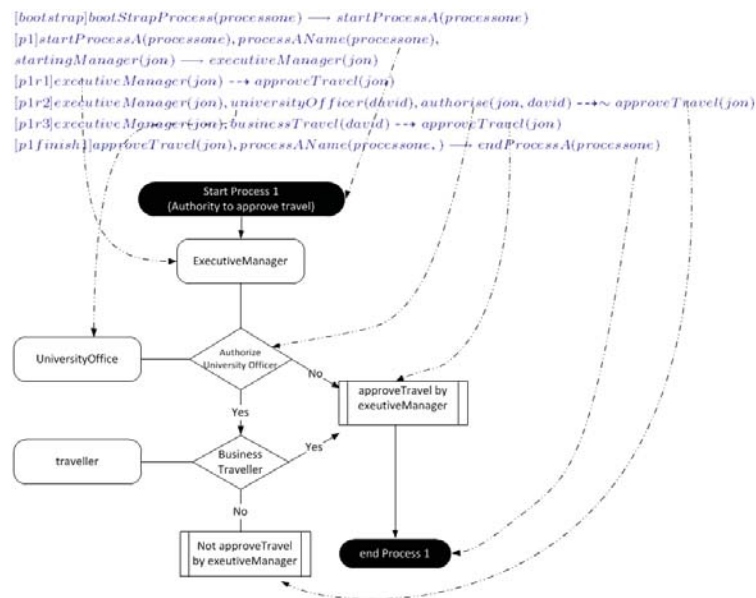 [bootstrap]bootStrapProcess(processone) ⟶ startProcessA(processone)
[p1]startProcessA(processone), processAName(processone),
startingManager(jon) ⟶ executiveManager(jon)
[p1r1]executiveManager(jon) ⇢ approveTravel(jon)
[p1r2]executiveManager(jon), universityOfficer(david), authorise(jon, david) ⇢∼ approveTravel(jon)
[p1r3]executiveManager(jon), businessTravel(david) ⇢ approveTravel(jon)
[p1finish1]approveTravel(jon), processAName(processone, ) ⟶ endProcessA(processone)
Start Process 1
(Authority to approve travel)
ExecutiveManager
UniversityOffice
Authorize
University Officer
No
approveTravel by
exeutiveManager
Yes
traveller
Business
Traveller
Yes
No
Not approveTravel
by exeutiveManager
end Process 1